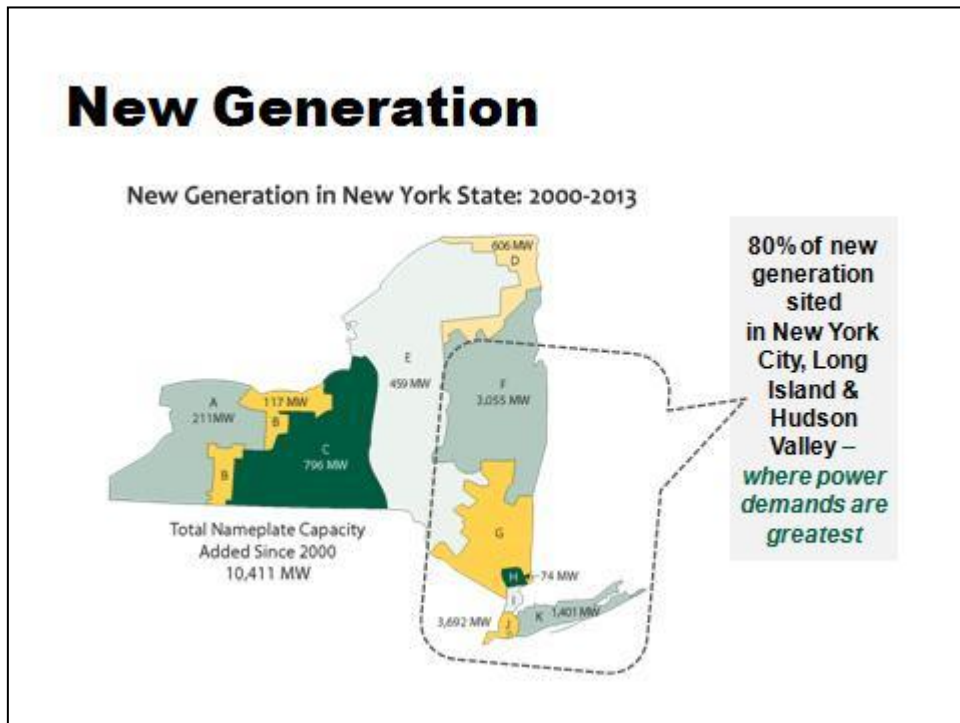 New Generation
New Generation in New York State: 2000-2013
606 MW
D
E
459 MW
F
3,055 MW
A
211MW
117 MW
B
B
C
796 MW
Total Nameplate Capacity
Added Since 2000
10,411 MW
G
H
74 MW
I
3,692 MW
J
K
1,401 MW
80% of new
generation
sited
in New York
City, Long
Island &
Hudson
Valley –
where power
demands are
greatest